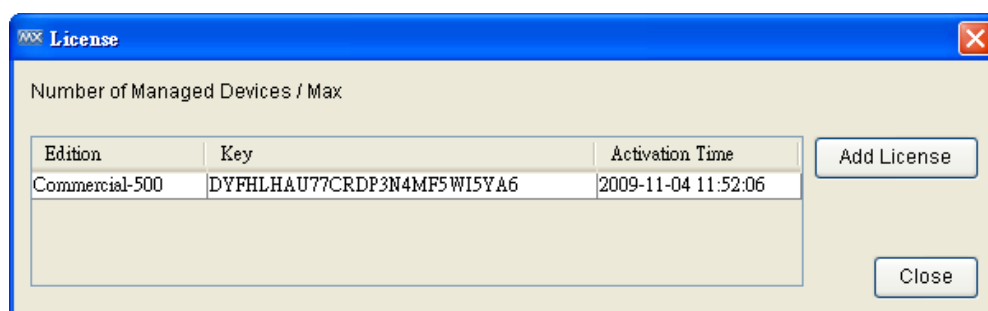 MX License
Number of Managed Devices / Max
Edition Key Activation Time
Add License
Commercial-500 DYFHLHAU77CRDP3N4MF5WI5YA6 2009-11-04 11:52:06
Close